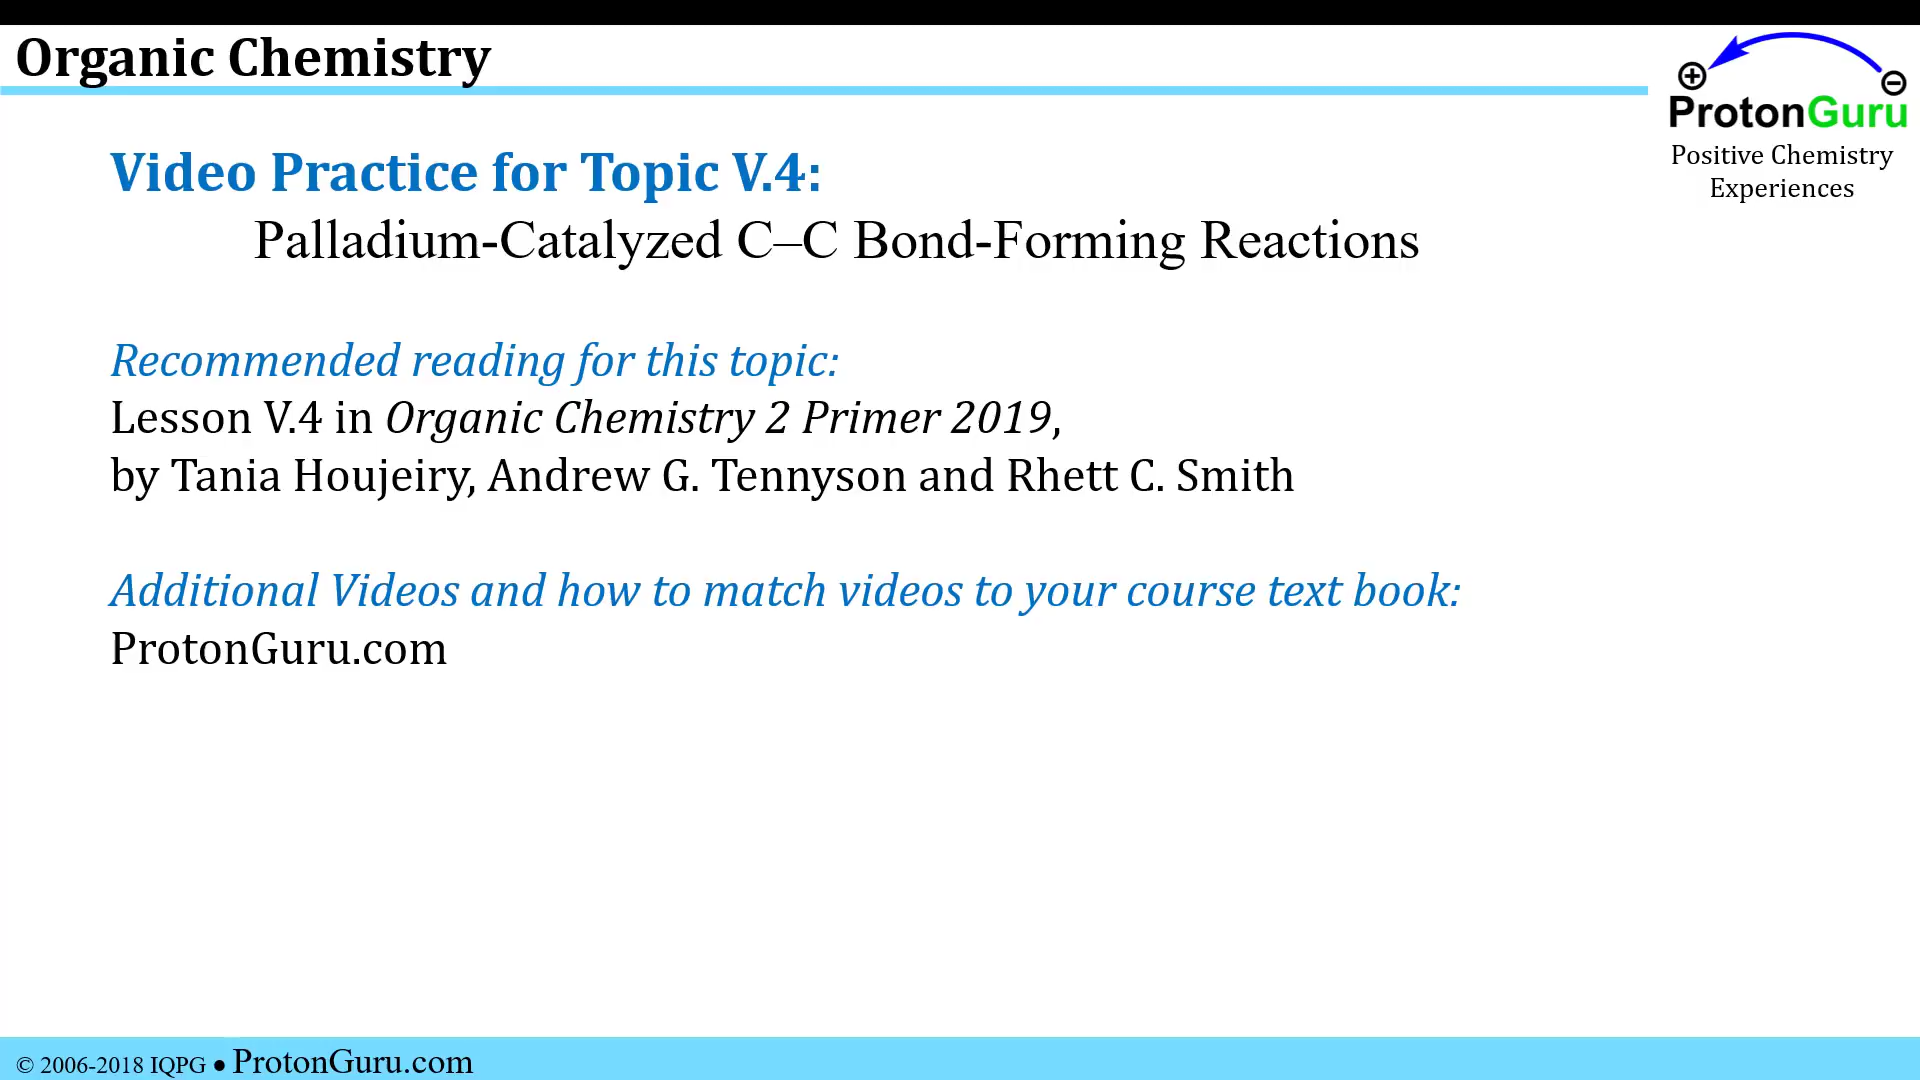 Organic Chemistry
ProtonGuru
Positive Chemistry
Experiences
Video Practice for Topic V.4:
Palladium-Catalyzed C–C Bond-Forming Reactions
Recommended reading for this topic:
Lesson V.4 in Organic Chemistry 2 Primer 2019,
by Tania Houjeiry, Andrew G. Tennyson and Rhett C. Smith
Additional Videos and how to match videos to your course text book:
ProtonGuru.com
© 2006-2018 IQPG ● ProtonGuru.com